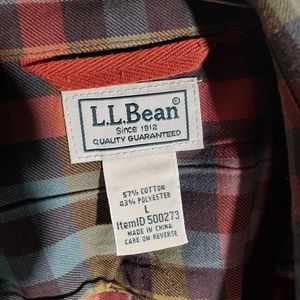 L.L.Bean®
Since 1912
QUALITY GUARANTEED
57% COTTON
43% POLYESTER
L
ItemID 500273
MADE IN CHINA
CARE ON REVERSE